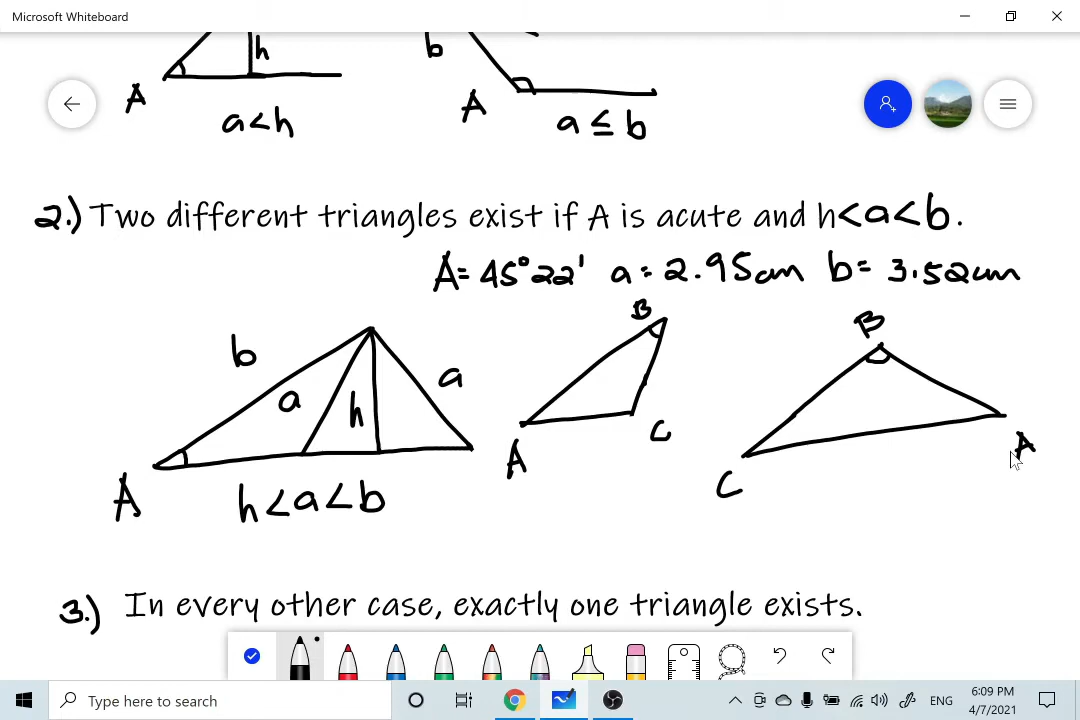 Microsoft Whiteboard
h
b
A
A
a<h
a ≤ b
2.) Two different triangles exist if A is acute and h<a<b.
A= 45°22' a = 2.95cm b= 3.52cm
B
B
b
a
a
h
C
A
A
C
A
h<a<b
3.) In every other case, exactly one triangle exists.
Type here to search
ENG
6:09 PM
4/7/2021